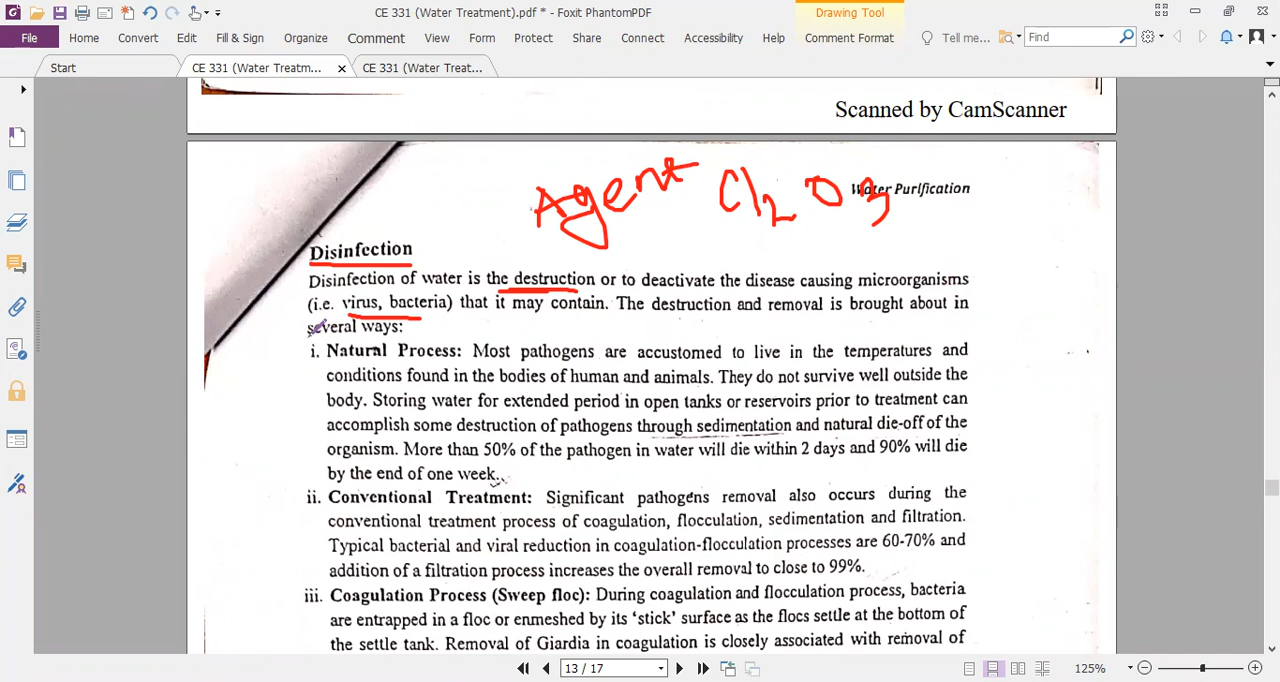 CE 331 (Water Treatment).pdf * - Foxit PhantomPDF
Drawing Tool
File Home Convert Edit Fill & Sign Organize Comment View Form Protect Share Connect Accessibility Help Comment Format Tell me... Find
Start CE 331 (Water Treatm... CE 331 (Water Treat...
Scanned by CamScanner
Agent Cl2 O3
Water Purification
Disinfection
Disinfection of water is the destruction or to deactivate the disease causing microorganisms
(i.e. virus, bacteria) that it may contain. The destruction and removal is brought about in
several ways:
i. Natural Process: Most pathogens are accustomed to live in the temperatures and
conditions found in the bodies of human and animals. They do not survive well outside the
body. Storing water for extended period in open tanks or reservoirs prior to treatment can
accomplish some destruction of pathogens through sedimentation and natural die-off of the
organism. More than 50% of the pathogen in water will die within 2 days and 90% will die
by the end of one week.
ii. Conventional Treatment: Significant pathogens removal also occurs during the
conventional treatment process of coagulation, flocculation, sedimentation and filtration.
Typical bacterial and viral reduction in coagulation-flocculation processes are 60-70% and
addition of a filtration process increases the overall removal to close to 99%.
iii. Coagulation Process (Sweep floc): During coagulation and flocculation process, bacteria
are entrapped in a floc or enmeshed by its 'stick' surface as the flocs settle at the bottom of
the settle tank. Removal of Giardia in coagulation is closely associated with removal of
13 / 17
125%